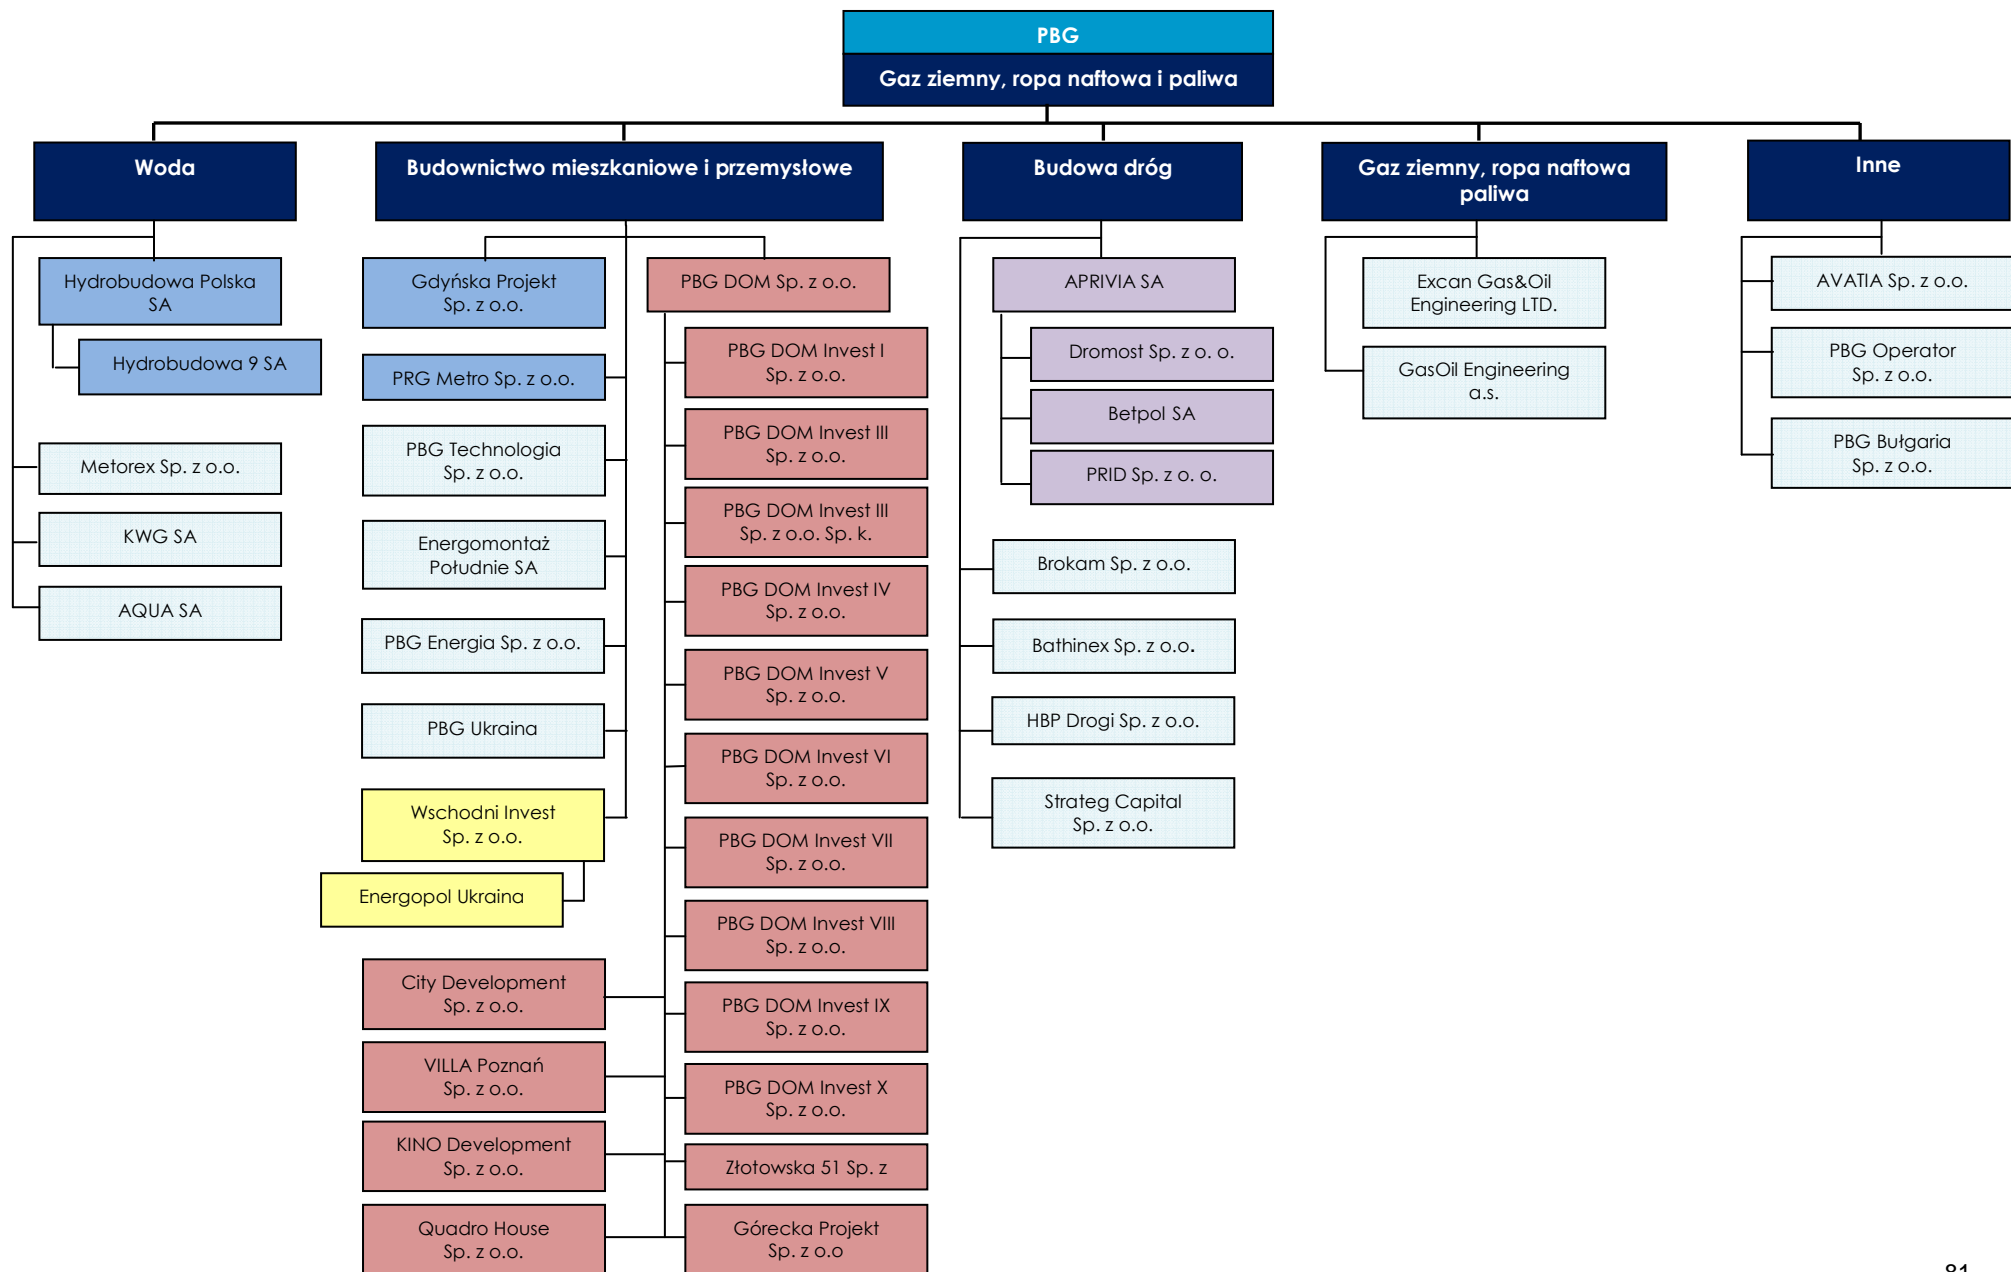 PBG
Gaz ziemny, ropa naftowa i paliwa
Woda
Budownictwo mieszkaniowe i przemysłowe
Budowa dróg
Gaz ziemny, ropa naftowa
paliwa
Inne
Hydrobudowa Polska
SA
Hydrobudowa 9 SA
Metorex Sp. z o.o.
KWG SA
AQUA SA
Gdyńska Projekt
Sp. z o.o.
PRG Metro Sp. z o.o.
PBG Technologia
Sp. z o.o.
Energomontaż
Południe SA
PBG Energia Sp. z o.o.
PBG Ukraina
Wschodni Invest
Sp. z o.o.
Energopol Ukraina
City Development
Sp. z o.o.
VILLA Poznań
Sp. z o.o.
KINO Development
Sp. z o.o.
Quadro House
Sp. z o.o.
PBG DOM Sp. z o.o.
PBG DOM Invest I
Sp. z o.o.
PBG DOM Invest III
Sp. z o.o.
PBG DOM Invest III
Sp. z o.o. Sp. k.
PBG DOM Invest IV
Sp. z o.o.
PBG DOM Invest V
Sp. z o.o.
PBG DOM Invest VI
Sp. z o.o.
PBG DOM Invest VII
Sp. z o.o.
PBG DOM Invest VIII
Sp. z o.o.
PBG DOM Invest IX
Sp. z o.o.
PBG DOM Invest X
Sp. z o.o.
Złotowska 51 Sp. z
Górecka Projekt
Sp. z o.o
APRIVIA SA
Dromost Sp. z o. o.
Betpol SA
PRID Sp. z o. o.
Brokam Sp. z o.o.
Bathinex Sp. z o.o.
HBP Drogi Sp. z o.o.
Strateg Capital
Sp. z o.o.
Excan Gas&Oil
Engineering LTD.
GasOil Engineering
a.s.
AVATIA Sp. z o.o.
PBG Operator
Sp. z o.o.
PBG Bułgaria
Sp. z o.o.
81